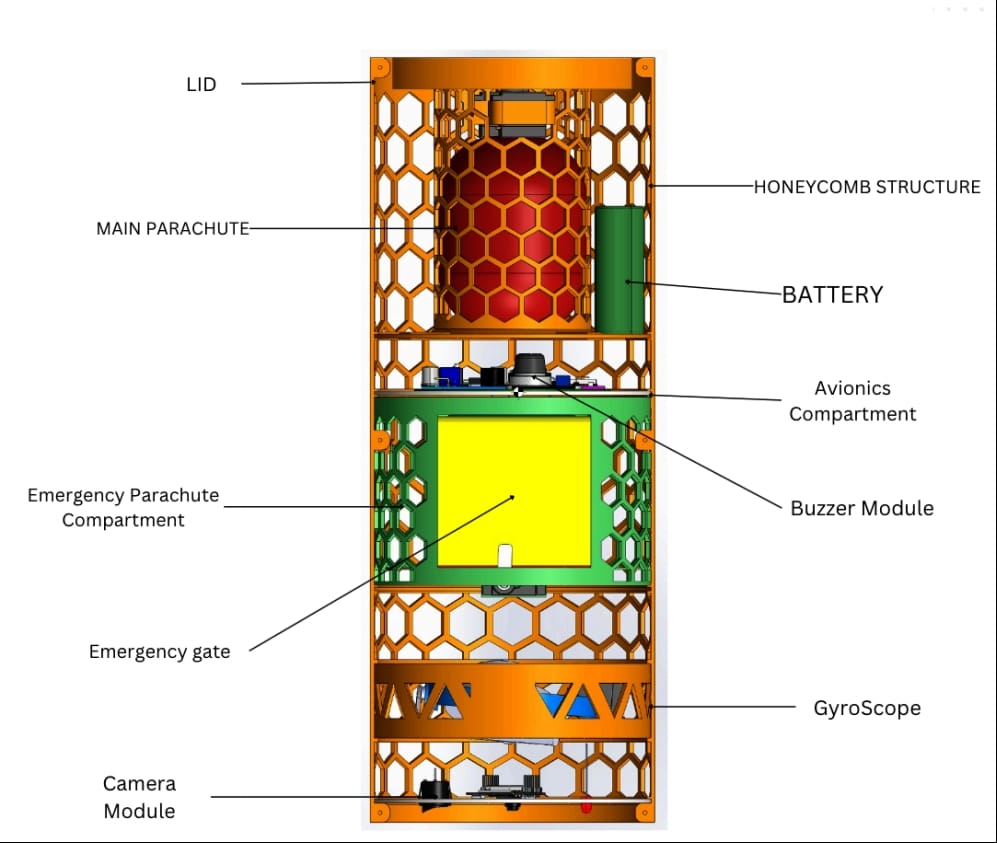 LID
HONEYCOMB STRUCTURE
MAIN PARACHUTE
BATTERY
Avionics
Compartment
Emergency Parachute
Compartment
Buzzer Module
Emergency gate
GyroScope
Camera
Module